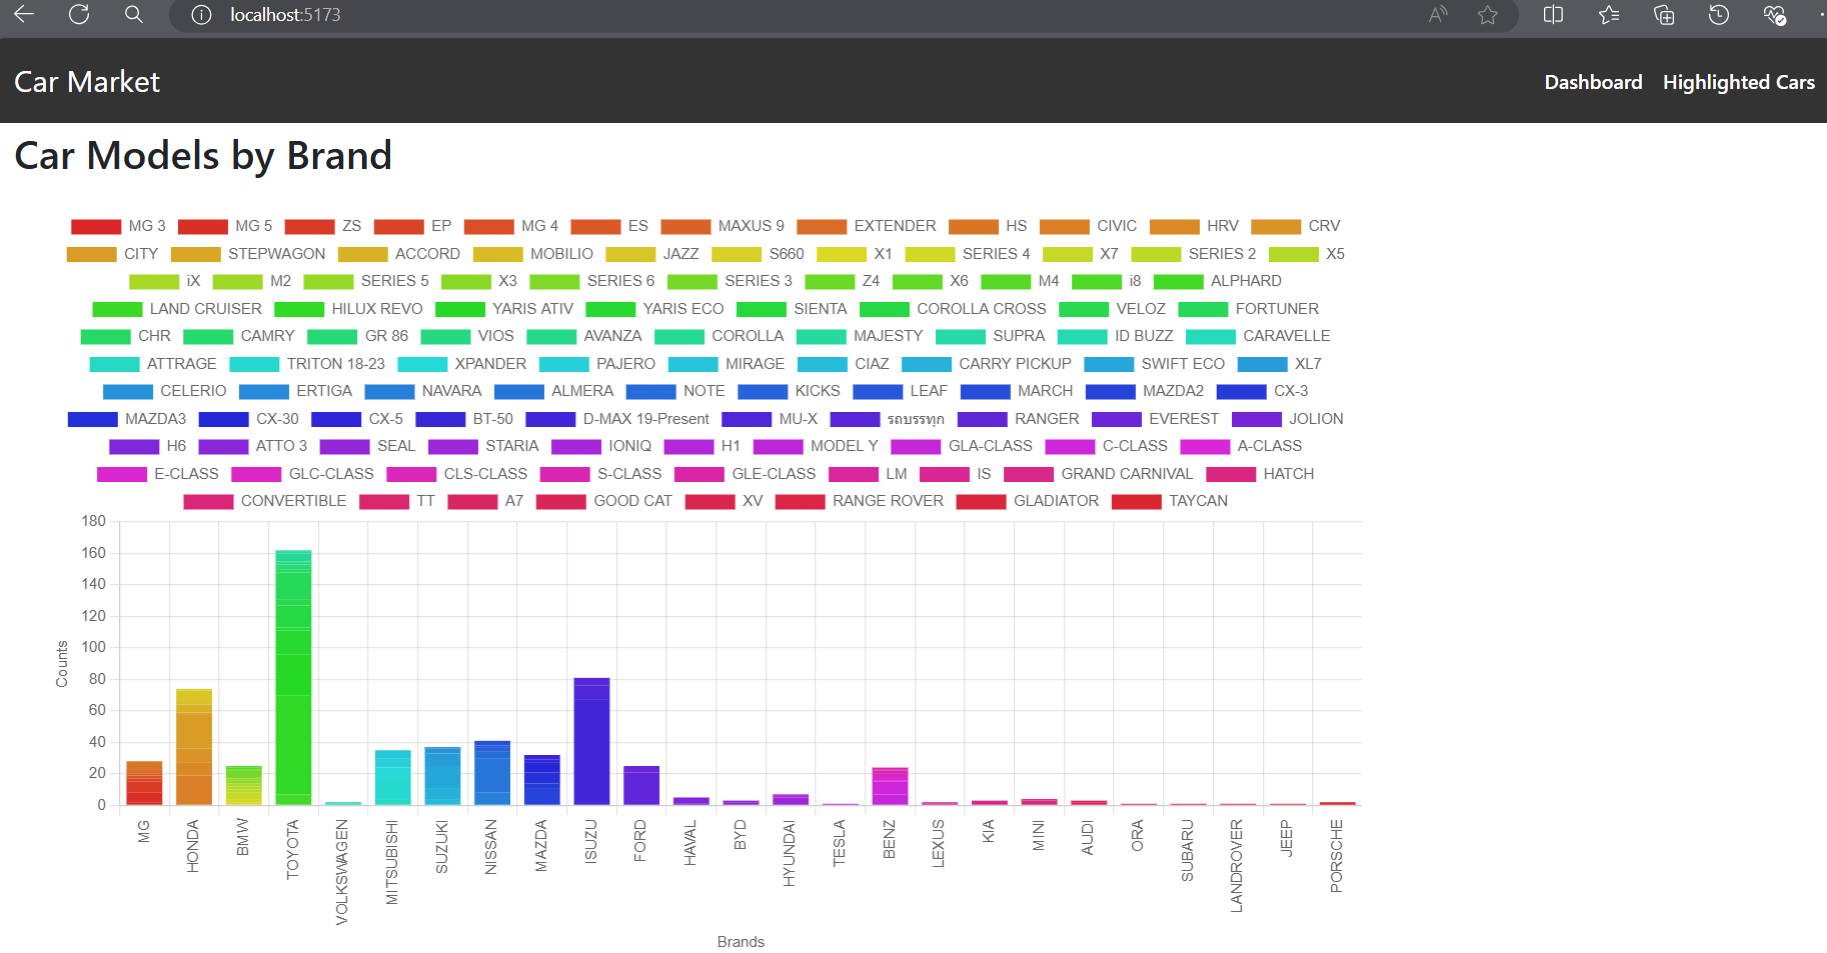 localhost:5173
Car Market
Dashboard Highlighted Cars
Car Models by Brand
MG 3 MG 5 ZS EP MG 4 ES MAXUS 9 EXTENDER HS CIVIC HRV CRV
CITY STEPWAGON ACCORD MOBILIO JAZZ S660 X1 SERIES 4 X7 SERIES 2 X5
iX M2 SERIES 5 X3 SERIES 6 SERIES 3 Z4 X6 M4 i8 ALPHARD
LAND CRUISER HILUX REVO YARIS ATIV YARIS ECO SIENTA COROLLA CROSS VELOZ FORTUNER
CHR CAMRY GR 86 VIOS AVANZA COROLLA MAJESTY SUPRA ID BUZZ CARAVELLE
ATTRAGE TRITON 18-23 XPANDER PAJERO MIRAGE CIAZ CARRY PICKUP SWIFT ECO XL7
CELERIO ERTIGA NAVARA ALMERA NOTE KICKS LEAF MARCH MAZDA2 CX-3
MAZDA3 CX-30 CX-5 BT-50 D-MAX 19-Present MU-X รถบรรทุก RANGER EVEREST JOLION
H6 ATTO 3 SEAL STARIA IONIQ H1 MODEL Y GLA-CLASS C-CLASS A-CLASS
E-CLASS GLC-CLASS CLS-CLASS S-CLASS GLE-CLASS LM IS GRAND CARNIVAL HATCH
CONVERTIBLE TT A7 GOOD CAT XV RANGE ROVER GLADIATOR TAYCAN
180
160
140
120
100
80
60
40
20
0
Counts
MG HONDA BMW TOYOTA VOLKSWAGEN MITSUBISHI SUZUKI NISSAN MAZDA ISUZU FORD HAVAL BYD HYUNDAI TESLA BENZ LEXUS KIA MINI AUDI ORA SUBARU LANDROVER JEEP PORSCHE
Brands